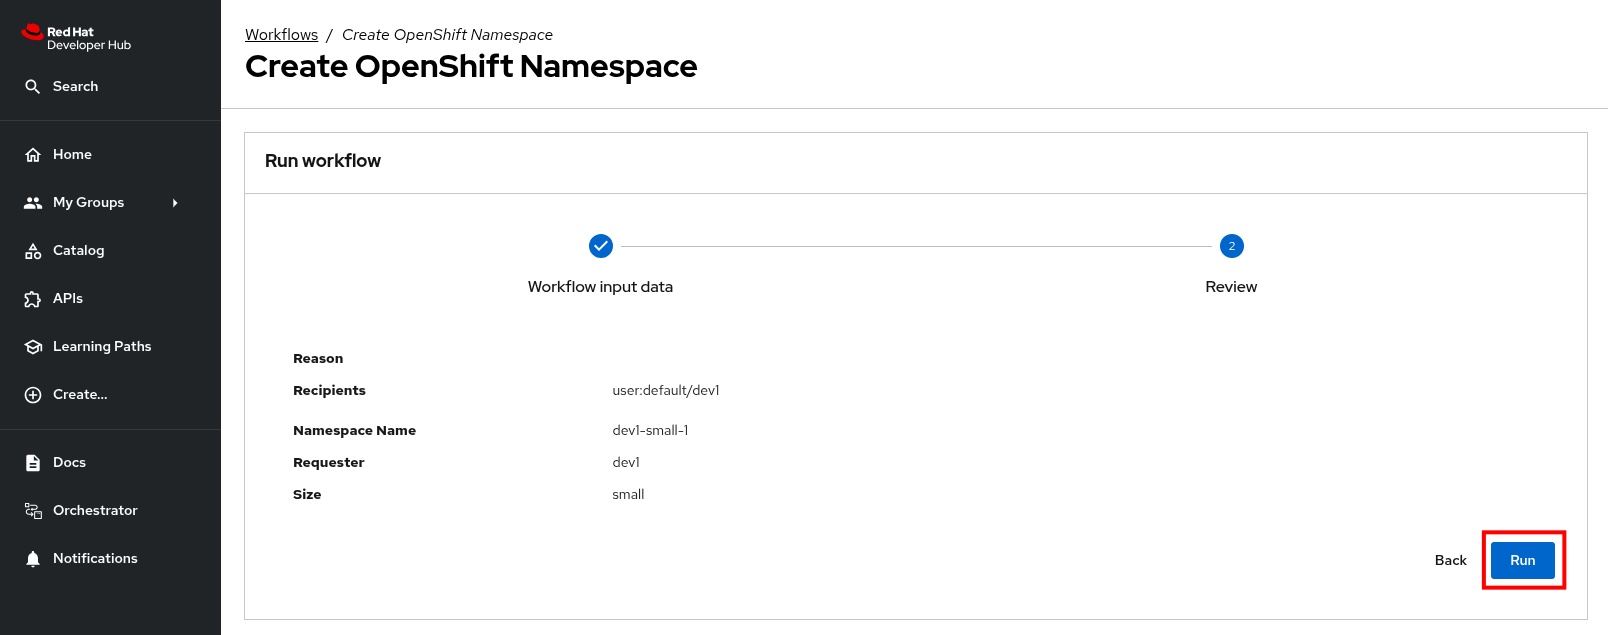 Red Hat
Developer Hub
Search
Home
My Groups
Catalog
APIs
Learning Paths
Create...
Docs
Orchestrator
Notifications
Workflows / Create OpenShift Namespace
Create OpenShift Namespace
Run workflow
2
Workflow input data Review
Reason
Recipients user:default/dev1
Namespace Name dev1-small-1
Requester dev1
Size small
Back Run